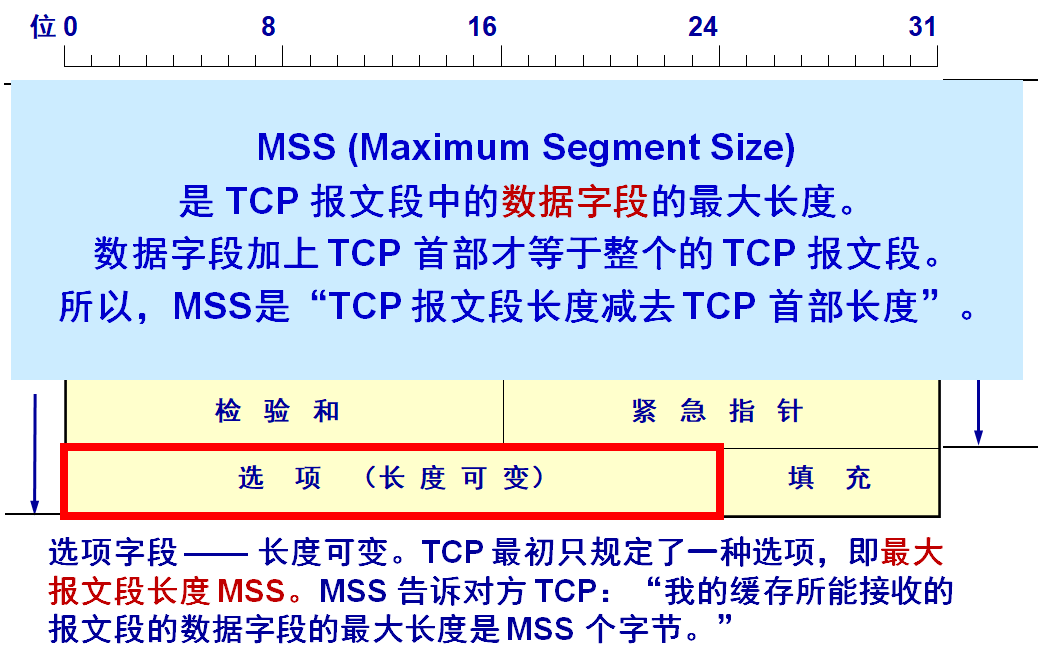 位 0 8 16 24 31
MSS (Maximum Segment Size)
是 TCP 报文段中的数据字段的最大长度。
数据字段加上 TCP 首部才等于整个的 TCP 报文段。
所以，MSS是“TCP 报文段长度减去 TCP 首部长度”。
检 验 和 紧 急 指 针
选 项 （长 度 可 变） 填 充
选项字段 —— 长度可变。TCP 最初只规定了一种选项，即最大
报文段长度 MSS。MSS 告诉对方 TCP：“我的缓存所能接收的
报文段的数据字段的最大长度是 MSS 个字节。”